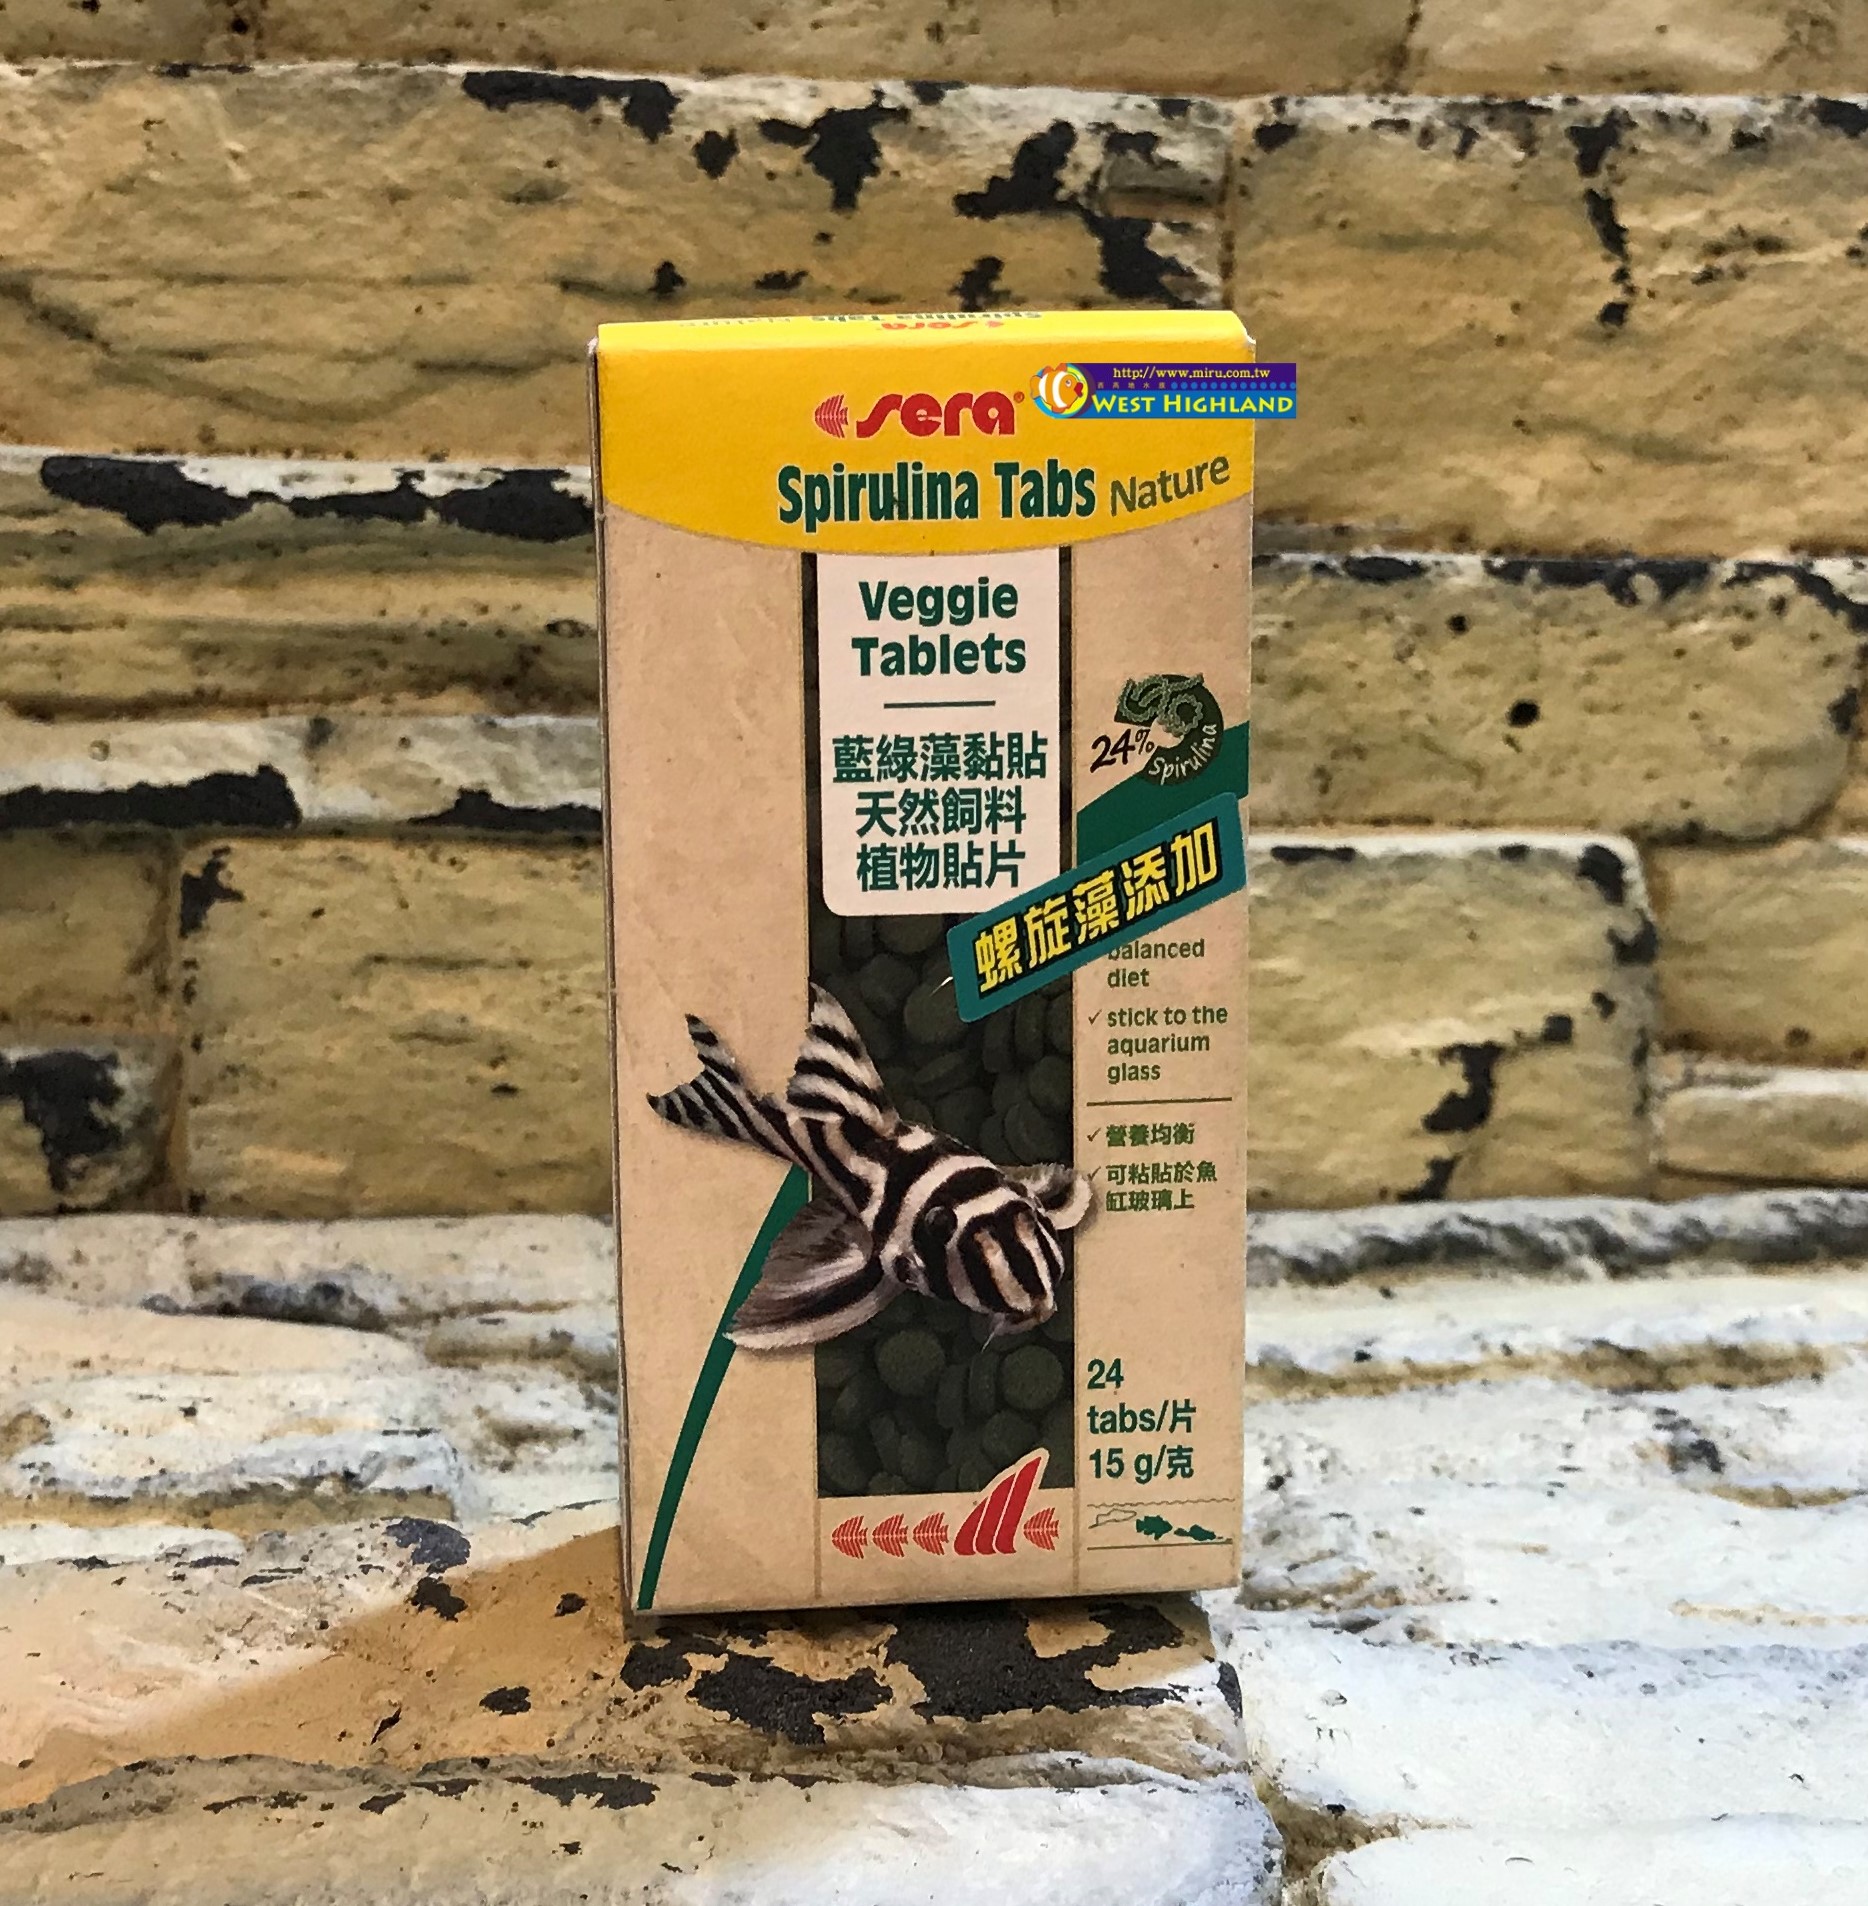 sera
http://www.miru.com.tw
WEST HIGHLAND
sera®
Spirulina Tabs Nature
Veggie
Tablets
藍綠藻黏貼
天然飼料
植物貼片
24%
Spirulina
螺旋藻添加
balanced
diet
✓ stick to the
aquarium
glass
✓ 營養均衡
✓ 可粘貼於魚
缸玻璃上
24
tabs/片
15 g/克